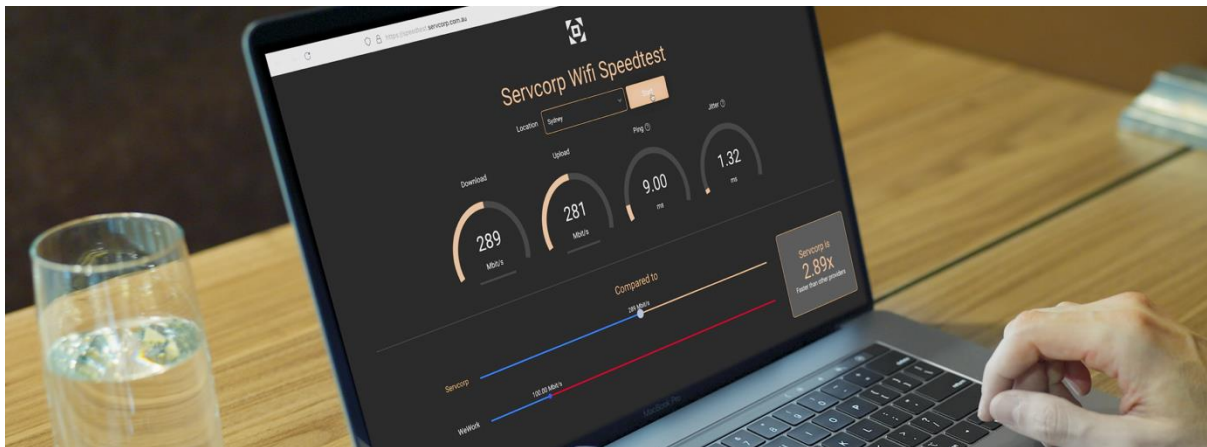 https://speedtest.servcorp.com.au
Servcorp Wifi Speedtest
Location
Sydney
Start
Download
Upload
Ping
Jitter
289
Mbit/s
281
Mbit/s
9.00
ms
1.32
ms
Compared to
Servcorp
289 Mbit/s
WeWork
100.00 Mbit/s
Servcorp is
2.89x
Faster than other providers
MacBook Pro